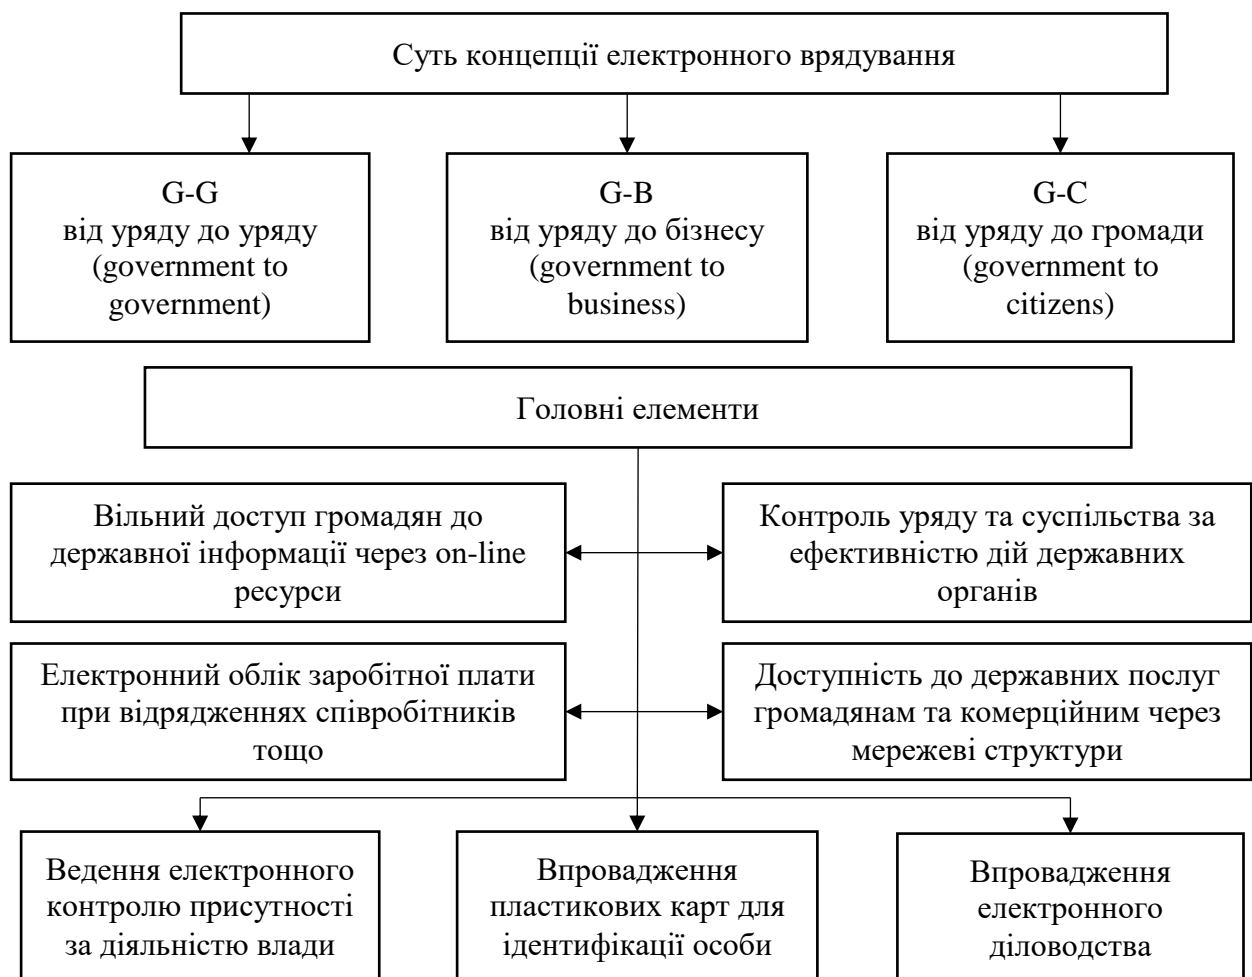 Суть концепції електронного врядування
G-G
від уряду до уряду
(government to
government)
G-B
від уряду до бізнесу
(government to
business)
G-C
від уряду до громади
(government to
citizens)
Головні елементи
Вільний доступ громадян до
державної інформації через on-line
ресурси
Контроль уряду та суспільства за
ефективністю дій державних
органів
Електронний облік заробітної плати
при відрядженнях співробітників
тощо
Доступність до державних послуг
громадянам та комерційним через
мережеві структури
Ведення електронного
контролю присутності
за діяльністю влади
Впровадження
пластикових карт для
ідентифікації особи
Впровадження
електронного
діловодства